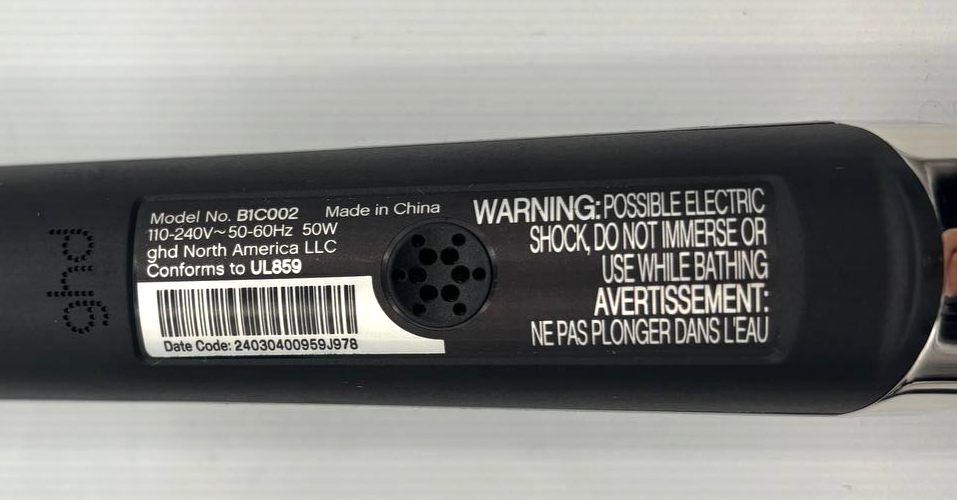 ghd
Model No. B1C002 Made in China
110-240V~50-60Hz 50W
ghd North America LLC
Conforms to UL859
Date Code: 24030400959J978
WARNING: POSSIBLE ELECTRIC
SHOCK, DO NOT IMMERSE OR
USE WHILE BATHING
AVERTISSEMENT:
NE PAS PLONGER DANS L'EAU